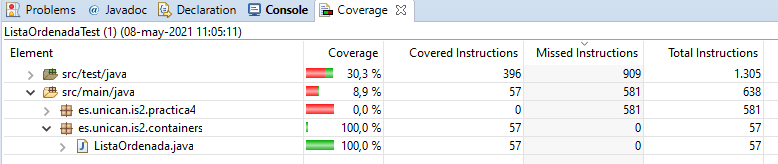 Problems @ Javadoc Declaration Console Coverage
ListaOrdenadaTest (1) (08-may-2021 11:05:11)
Element Coverage Covered Instructions Missed Instructions Total Instructions
src/test/java 30,3 % 396 909 1.305
src/main/java 8,9 % 57 581 638
es.unican.is2.practica4 0,0 % 0 581 581
es.unican.is2.containers 100,0 % 57 0 57
ListaOrdenada.java 100,0 % 57 0 57